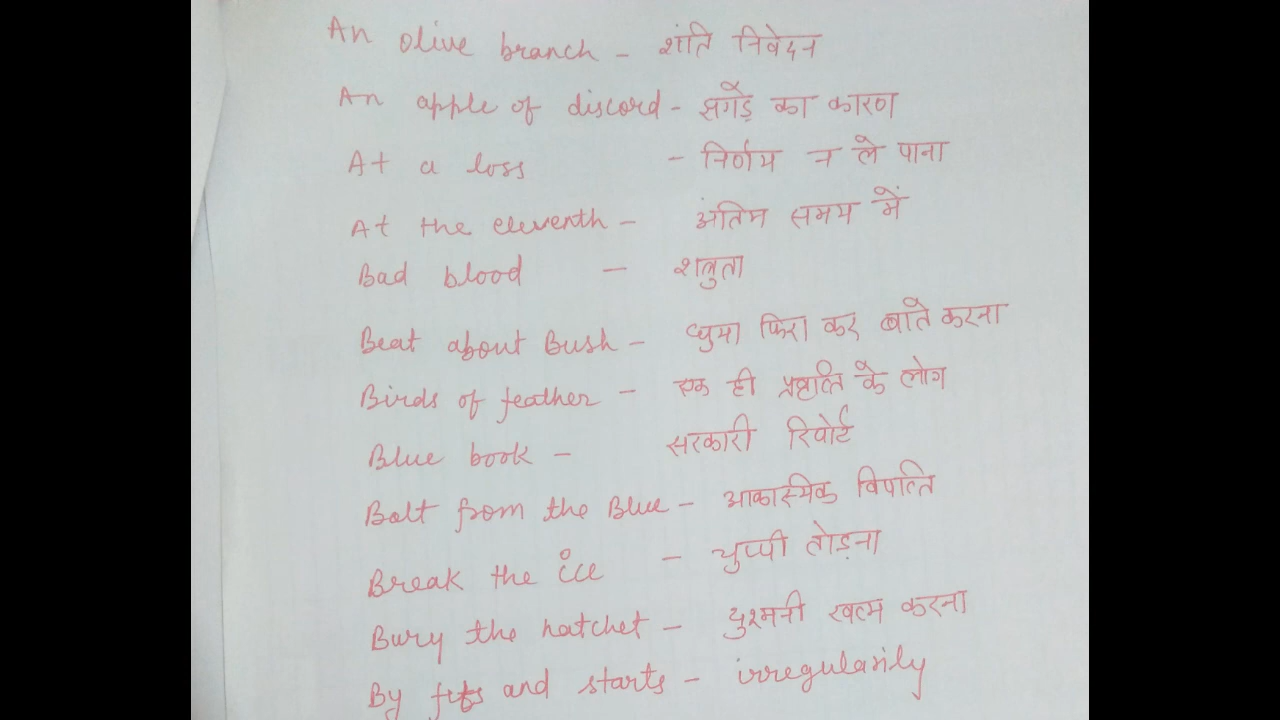 An olive branch - शांति निवेदन
An apple of discord - झगड़े का कारण
At a loss - निर्णय न ले पाना
At the eleventh - अंतिम समय में
Bad blood - शत्रुता
Beat about Bush - घुमा फिरा कर बाते करना
Birds of feather - एक ही प्रवृत्ति के लोग
Blue book - सरकारी रिपोर्ट
Bolt from the Blue - आकास्मिक विपत्ति
Break the ice - चुप्पी तोड़ना
Bury the hatchet - दुश्मनी खत्म करना
By fits and starts - irregularily